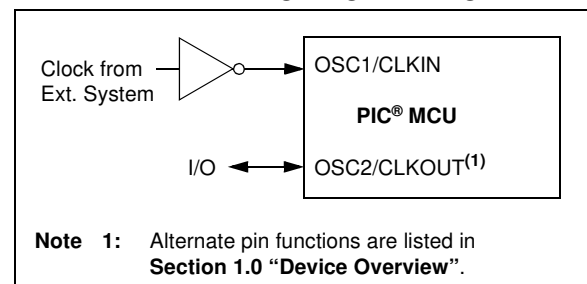 Clock from
Ext. System
OSC1/CLKIN
PIC® MCU
I/O
OSC2/CLKOUT(1)
Note 1: Alternate pin functions are listed in
Section 1.0 “Device Overview”.